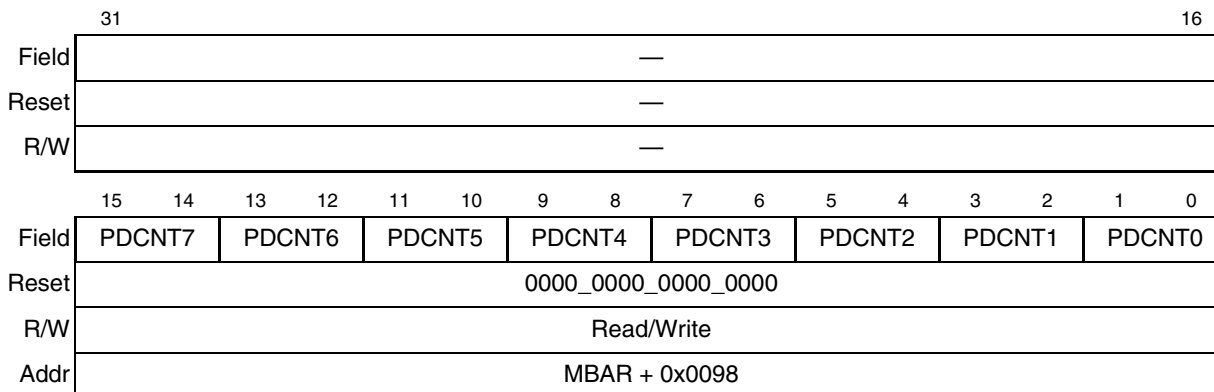 31 16
Field —
Reset —
R/W —
15 14 13 12 11 10 9 8 7 6 5 4 3 2 1 0
Field PDCNT7 PDCNT6 PDCNT5 PDCNT4 PDCNT3 PDCNT2 PDCNT1 PDCNT0
Reset 0000_0000_0000_0000
R/W Read/Write
Addr MBAR + 0x0098